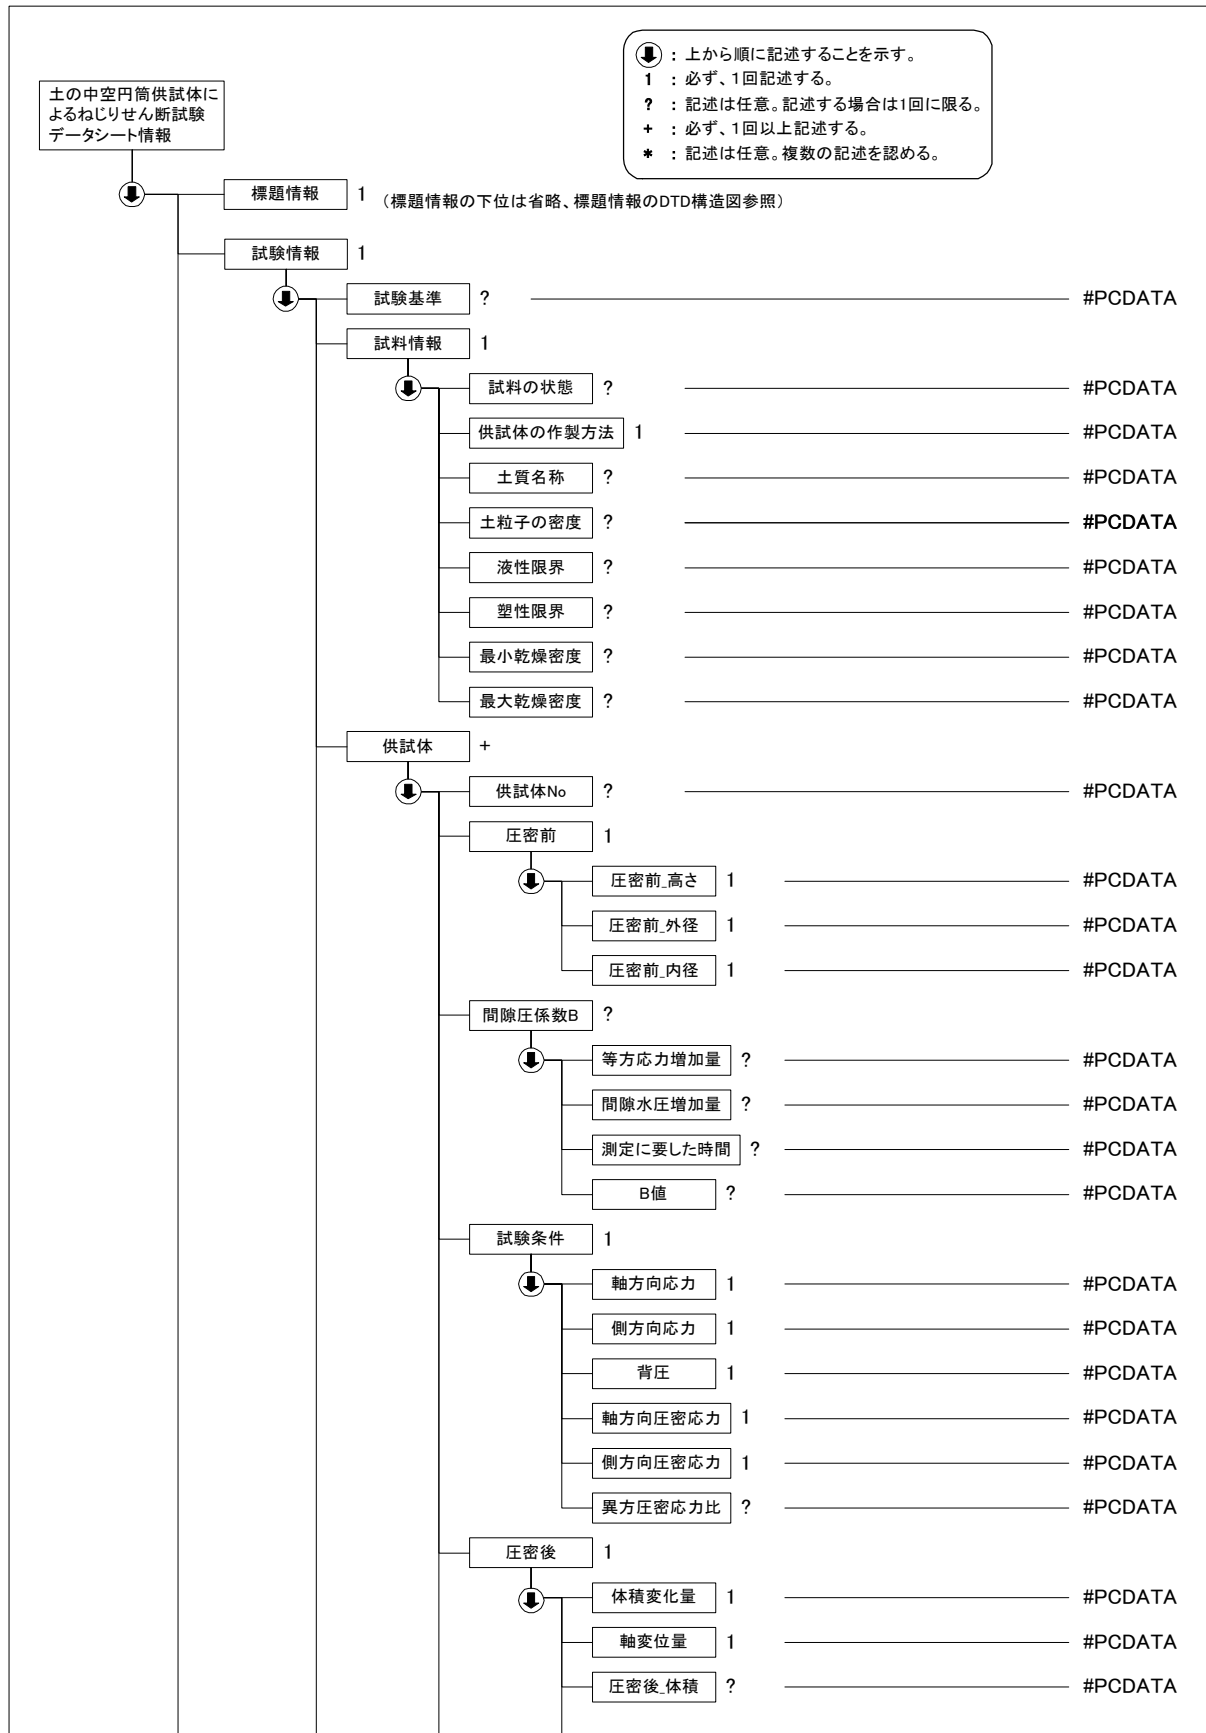 : 上から順に記述することを示す。
1 : 必ず、1回記述する。
? : 記述は任意。記述する場合は1回に限る。
+ : 必ず、1回以上記述する。
* : 記述は任意。複数の記述を認める。
土の中空円筒供試体に
よるねじりせん断試験
データシート情報
標題情報 1 (標題情報の下位は省略、標題情報のDTD構造図参照)
試験情報 1
試験基準 ? #PCDATA
試料情報 1
試料の状態 ? #PCDATA
供試体の作製方法 1 #PCDATA
土質名称 ? #PCDATA
土粒子の密度 ? #PCDATA
液性限界 ? #PCDATA
塑性限界 ? #PCDATA
最小乾燥密度 ? #PCDATA
最大乾燥密度 ? #PCDATA
供試体 +
供試体No ? #PCDATA
圧密前 1
圧密前_高さ 1 #PCDATA
圧密前_外径 1 #PCDATA
圧密前_内径 1 #PCDATA
間隙圧係数B ?
等方応力増加量 ? #PCDATA
間隙水圧増加量 ? #PCDATA
測定に要した時間 ? #PCDATA
B値 ? #PCDATA
試験条件 1
軸方向応力 1 #PCDATA
側方向応力 1 #PCDATA
背圧 1 #PCDATA
軸方向圧密応力 1 #PCDATA
側方向圧密応力 1 #PCDATA
異方圧密応力比 ? #PCDATA
圧密後 1
体積変化量 1 #PCDATA
軸変位量 1 #PCDATA
圧密後_体積 ? #PCDATA